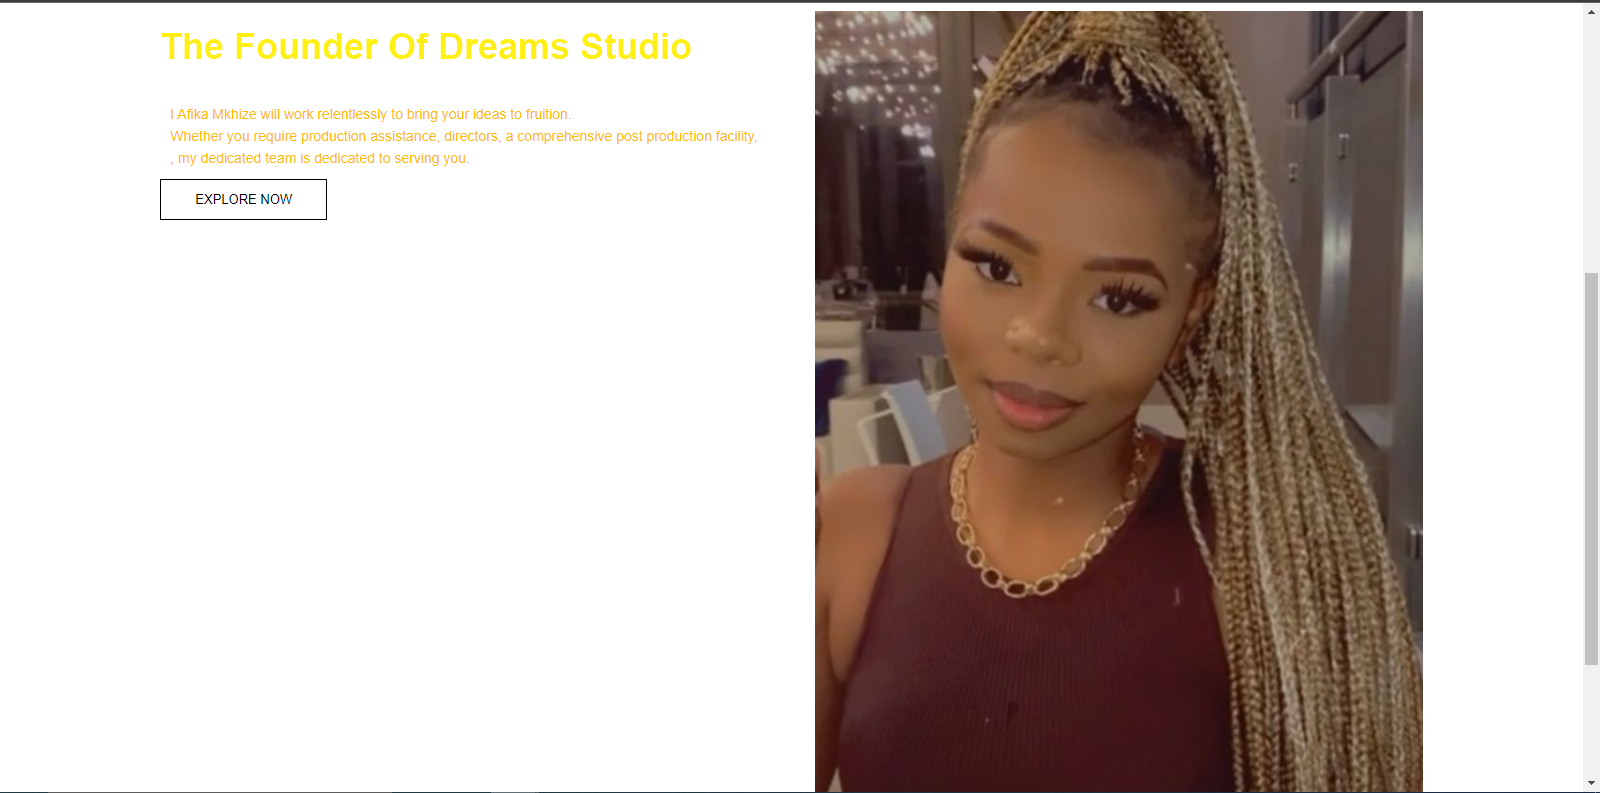 The Founder Of Dreams Studio
I Afika Mkhize will work relentlessly to bring your ideas to fruition.
Whether you require production assistance, directors, a comprehensive post production facility,
, my dedicated team is dedicated to serving you.
EXPLORE NOW